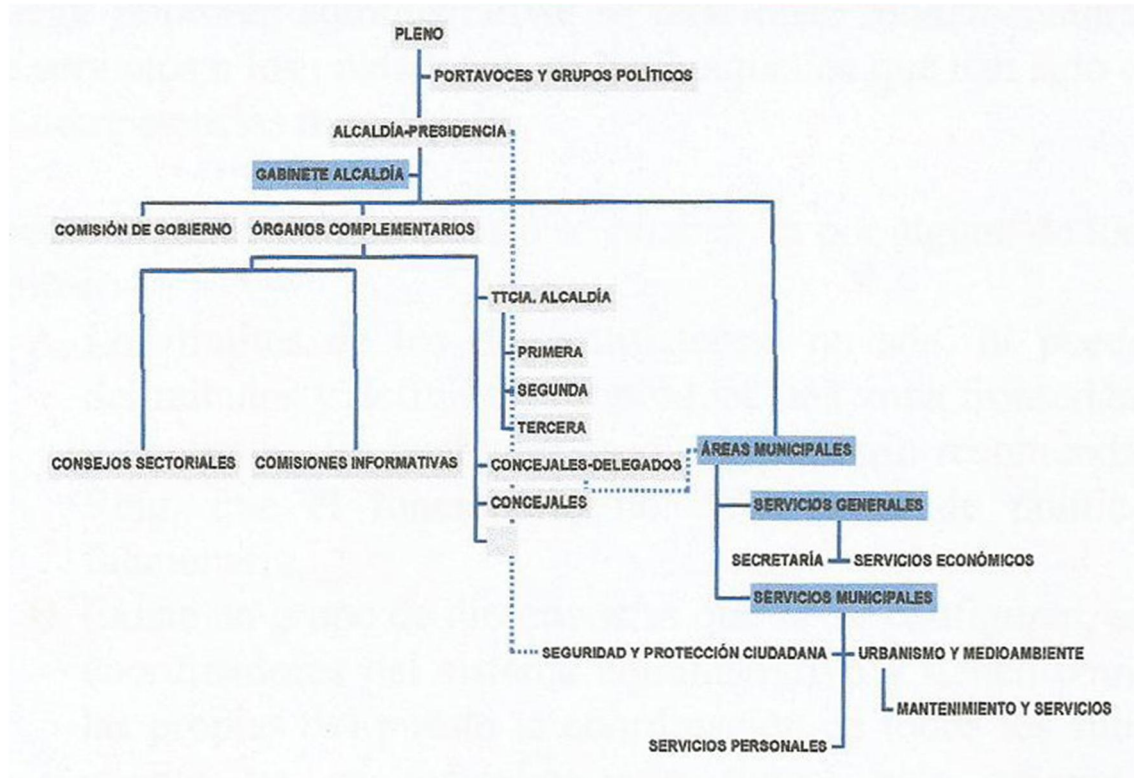 PLENO
PORTAVOCES Y GRUPOS POLÍTICOS
ALCALDÍA-PRESIDENCIA
GABINETE ALCALDÍA
COMISIÓN DE GOBIERNO
ÓRGANOS COMPLEMENTARIOS
TTCIA. ALCALDÍA
PRIMERA
SEGUNDA
TERCERA
CONSEJOS SECTORIALES
COMISIONES INFORMATIVAS
CONCEJALES-DELEGADOS
CONCEJALES
ÁREAS MUNICIPALES
SERVICIOS GENERALES
SECRETARÍA
SERVICIOS ECONÓMICOS
SERVICIOS MUNICIPALES
SEGURIDAD Y PROTECCIÓN CIUDADANA
URBANISMO Y MEDIOAMBIENTE
MANTENIMIENTO Y SERVICIOS
SERVICIOS PERSONALES